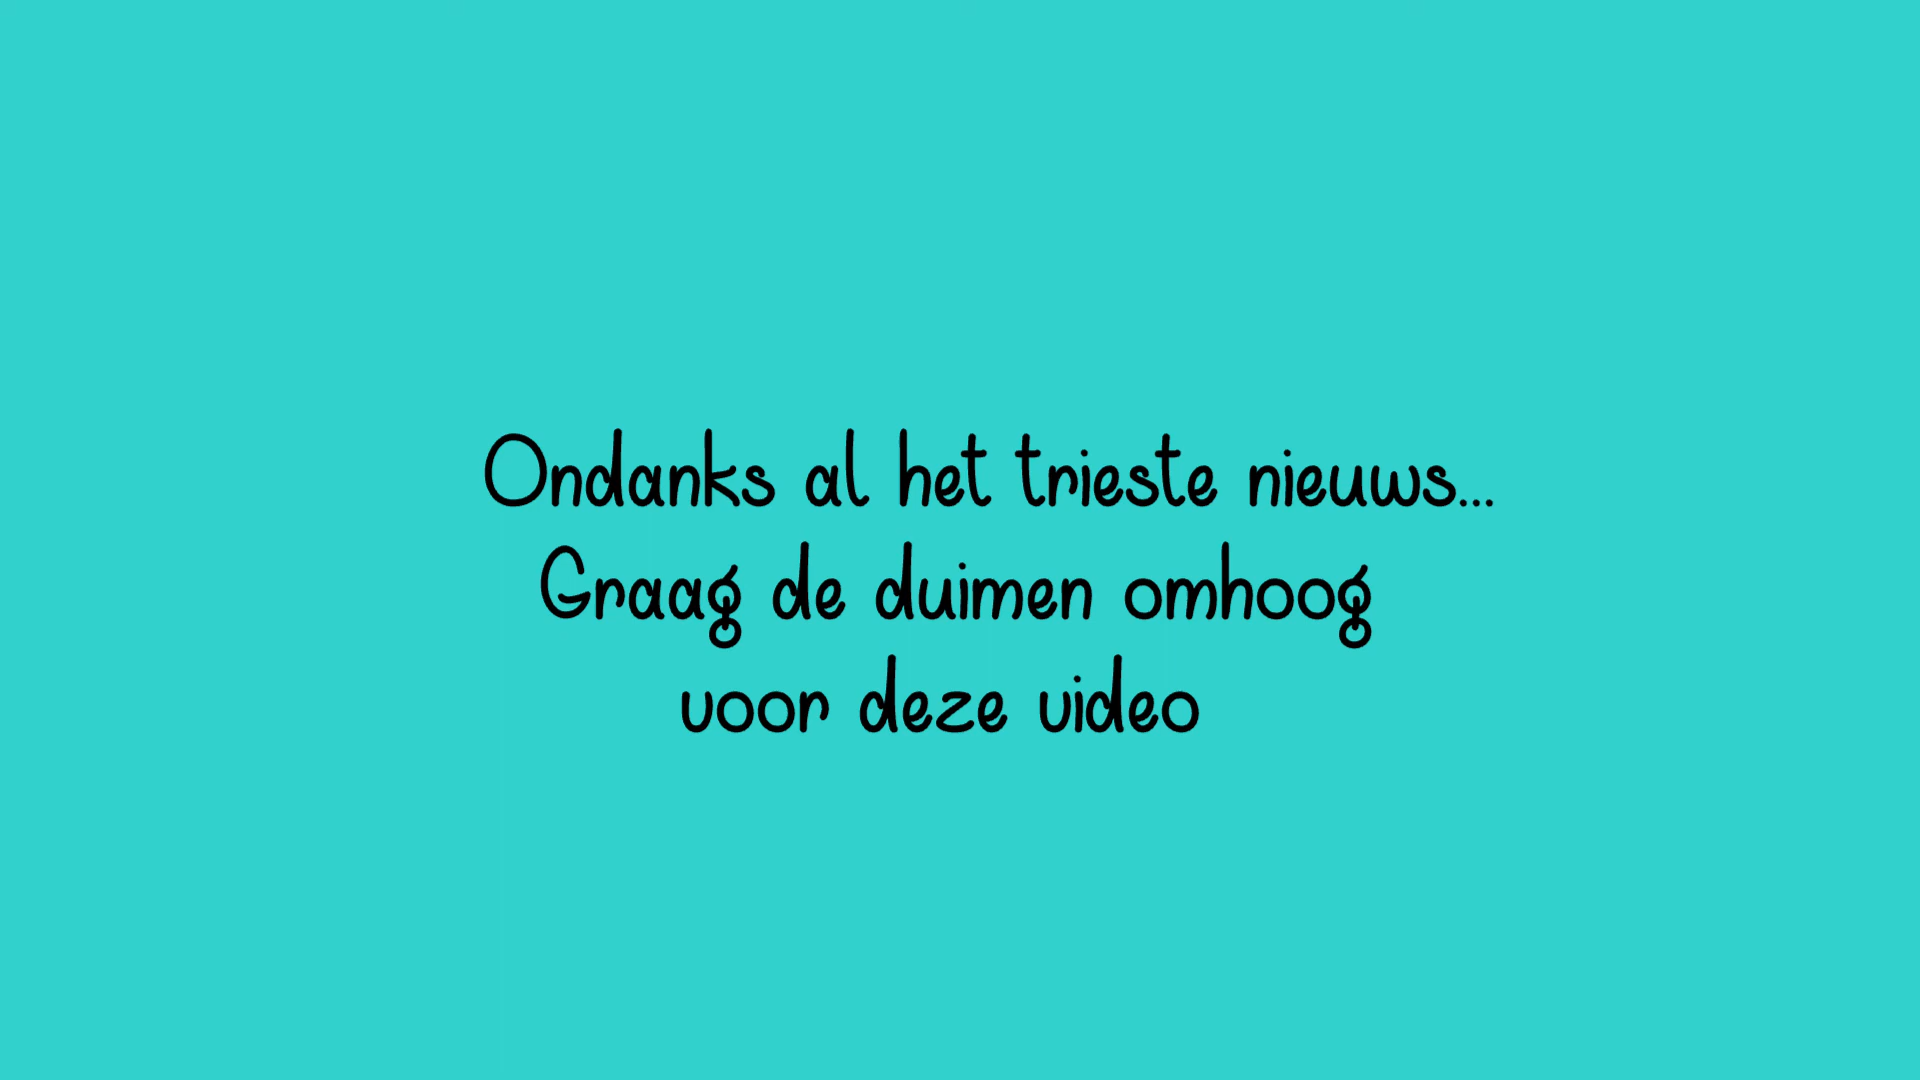 Ondanks al het trieste nieuws...
Graag de duimen omhoog
voor deze video